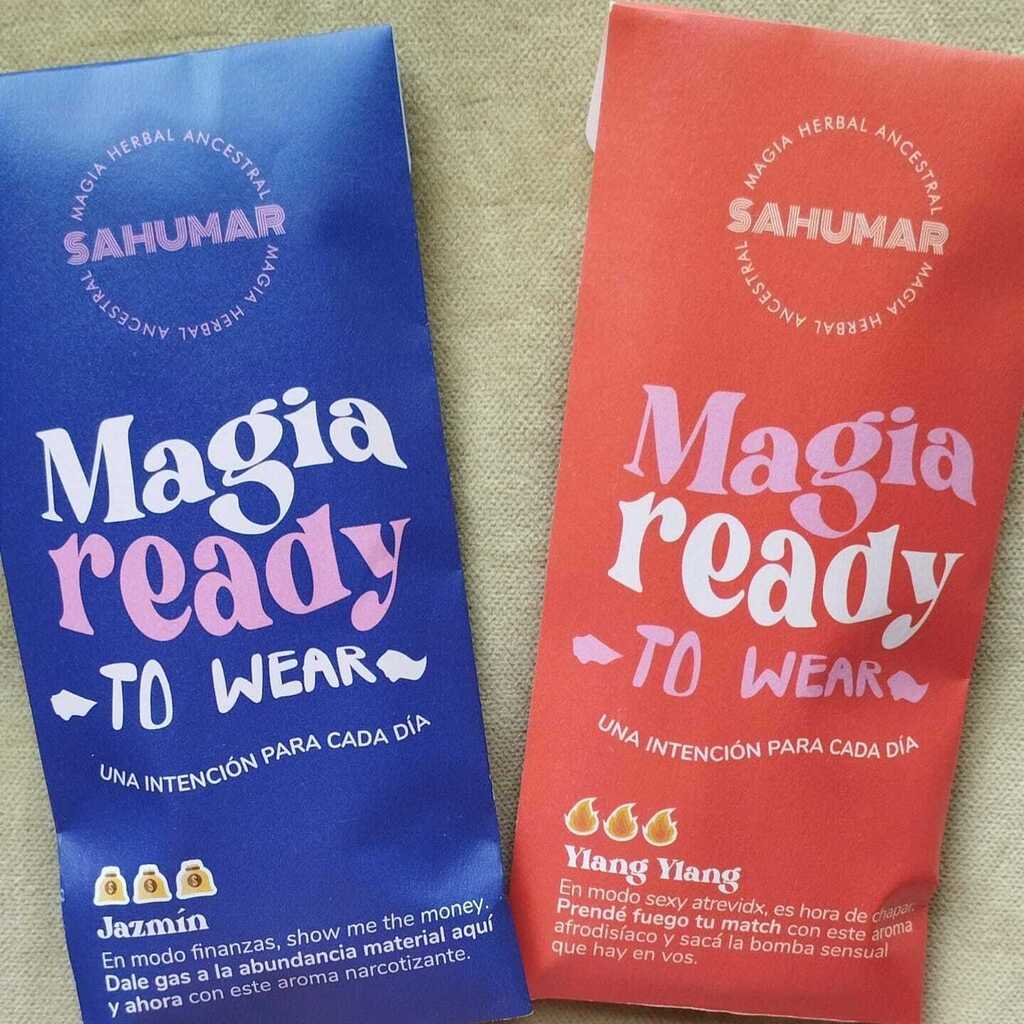 MAGIA HERBAL ANCESTRAL
SAHUMAR
MAGIA HERBAL ANCESTRAL
Magia
ready
TO WEAR
UNA INTENCIÓN PARA CADA DÍA
Jazmín
En modo finanzas, show me the money.
Dale gas a la abundancia material aquí
y ahora con este aroma narcotizante.
MAGIA HERBAL ANCESTRAL
SAHUMAR
MAGIA HERBAL ANCESTRAL
Magia
ready
TO WEAR
UNA INTENCIÓN PARA CADA DÍA
Ylang Ylang
En modo sexy atrevidx, es hora de chapar.
Prendé fuego tu match con este aroma
afrodisíaco y sacá la bomba sensual
que hay en vos.